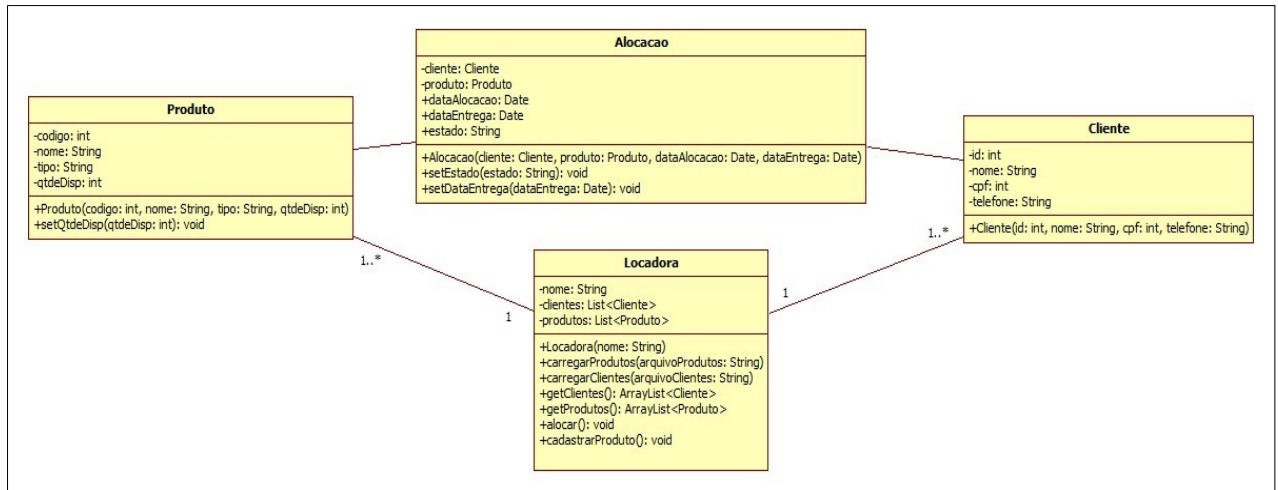 Alocacao
-cliente: Cliente
-produto: Produto
+dataAlocacao: Date
+dataEntrega: Date
+estado: String
+Alocacao(cliente: Cliente, produto: Produto, dataAlocacao: Date, dataEntrega: Date)
+setEstado(estado: String): void
+setDataEntrega(dataEntrega: Date): void
Produto
-codigo: int
-nome: String
-tipo: String
-qtdeDisp: int
+Produto(codigo: int, nome: String, tipo: String, qtdeDisp: int)
+setQtdeDisp(qtdeDisp: int): void
Cliente
-id: int
-nome: String
-cpf: int
-telefone: String
+Cliente(id: int, nome: String, cpf: int, telefone: String)
1..*
1
1..*
1
Locadora
-nome: String
-clientes: List<Cliente>
-produtos: List<Produto>
+Locadora(nome: String)
+carregarProdutos(arquivoProdutos: String)
+carregarClientes(arquivoClientes: String)
+getClientes(): ArrayList<Cliente>
+getProdutos(): ArrayList<Produto>
+alocar(): void
+cadastrarProduto(): void